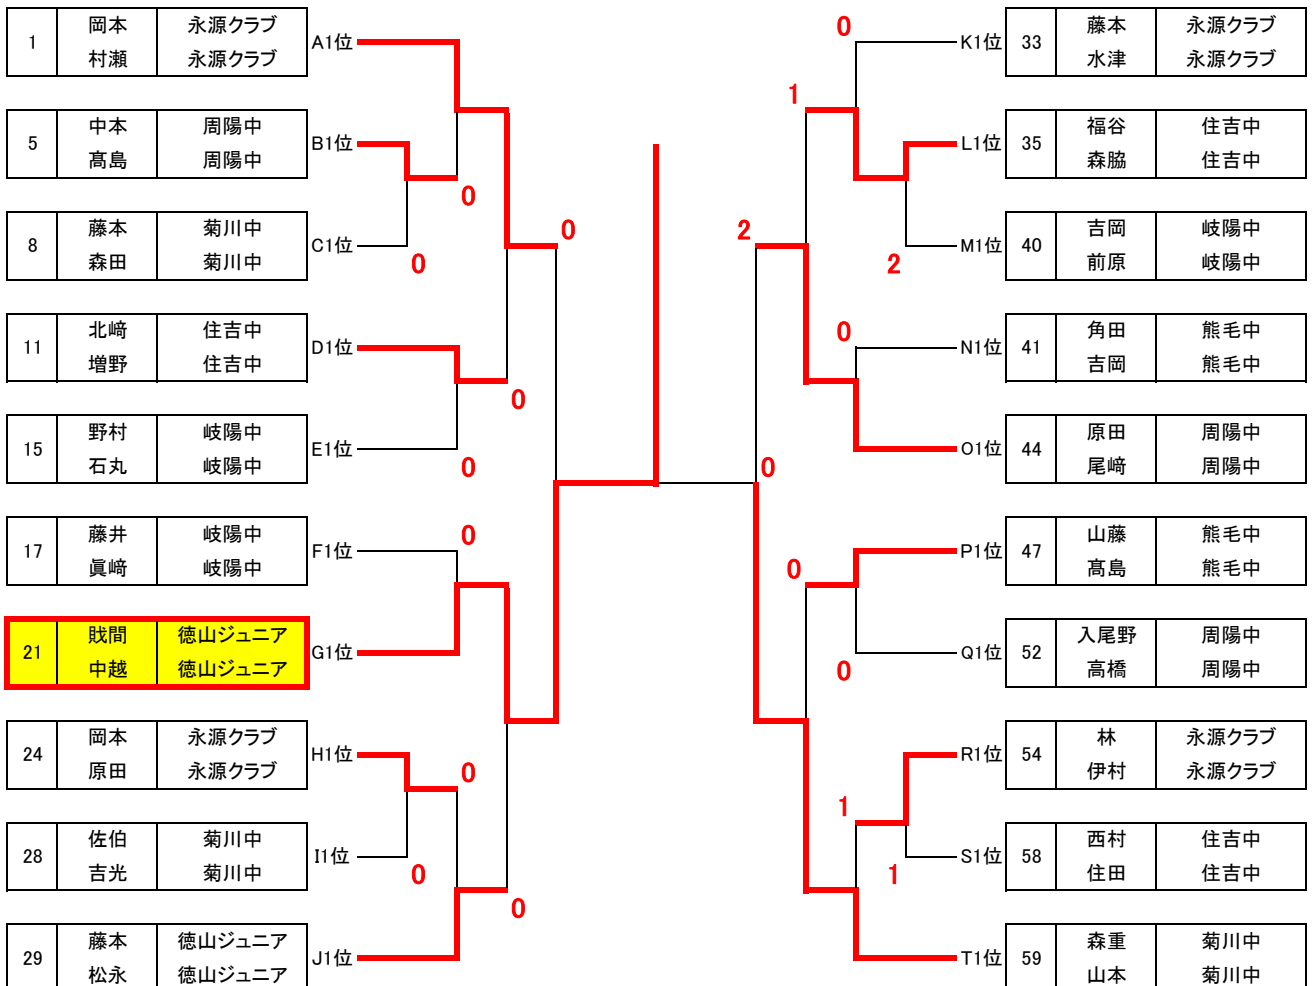 1 岡本 永源クラブ
村瀬 永源クラブ
A1位
5 中本 周陽中
髙島 周陽中
B1位
0
8 藤本 菊川中
森田 菊川中
C1位
0
0
11 北﨑 住吉中
増野 住吉中
D1位
0
15 野村 岐陽中
石丸 岐陽中
E1位
0
17 藤井 岐陽中
眞﨑 岐陽中
F1位
0
21 戝間 徳山ジュニア
中越 徳山ジュニア
G1位
24 岡本 永源クラブ
原田 永源クラブ
H1位
0
28 佐伯 菊川中
吉光 菊川中
I1位
0
0
29 藤本 徳山ジュニア
松永 徳山ジュニア
J1位
0
K1位
33 藤本 永源クラブ
水津 永源クラブ
1
L1位
35 福谷 住吉中
森脇 住吉中
2
2
M1位
40 吉岡 岐陽中
前原 岐陽中
0
N1位
41 角田 熊毛中
吉岡 熊毛中
O1位
44 原田 周陽中
尾﨑 周陽中
0
0
P1位
47 山藤 熊毛中
髙島 熊毛中
0
Q1位
52 入尾野 周陽中
高橋 周陽中
R1位
54 林 永源クラブ
伊村 永源クラブ
1
1
S1位
58 西村 住吉中
住田 住吉中
T1位
59 森重 菊川中
山本 菊川中